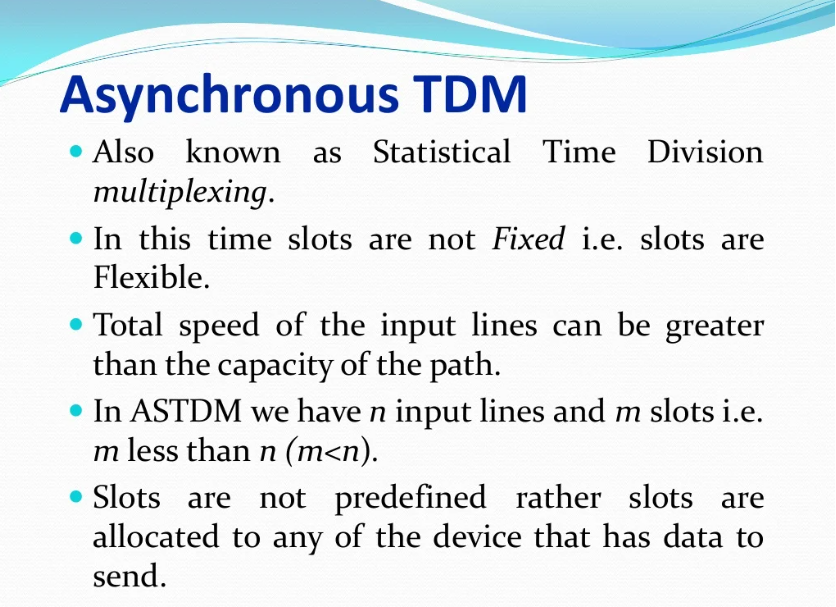 Asynchronous TDM
Also known as Statistical Time Division
multiplexing.
In this time slots are not Fixed i.e. slots are
Flexible.
Total speed of the input lines can be greater
than the capacity of the path.
In ASTDM we have n input lines and m slots i.e.
m less than n (m<n).
Slots are not predefined rather slots are
allocated to any of the device that has data to
send.